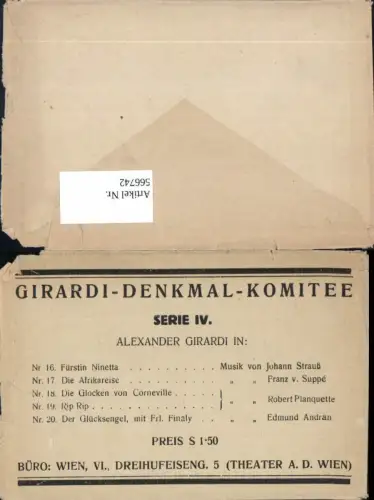 Artikel Nr.
566742
GIRARDI-DENKMAL-KOMITEE
SERIE IV.
ALEXANDER GIRARDI IN:
Nr 16. Fürstin Ninetta . . . . . . . . . . Musik von Johann Strauß
Nr. 17 Die Afrikareise . . . . . . . . . . „ „ Franz v. Suppé
Nr. 18. Die Glocken von Corneville . . . . . } „ „ Robert Planquette
Nr. 19. Rip Rip . . . . . . . . . . . . .
Nr. 20. Der Glücksengel, mit Frl. Finaly . . „ „ Edmund Andrán
PREIS S 1·50
BÜRO: WIEN, VI., DREIHUFEISENG. 5 (THEATER A. D. WIEN)